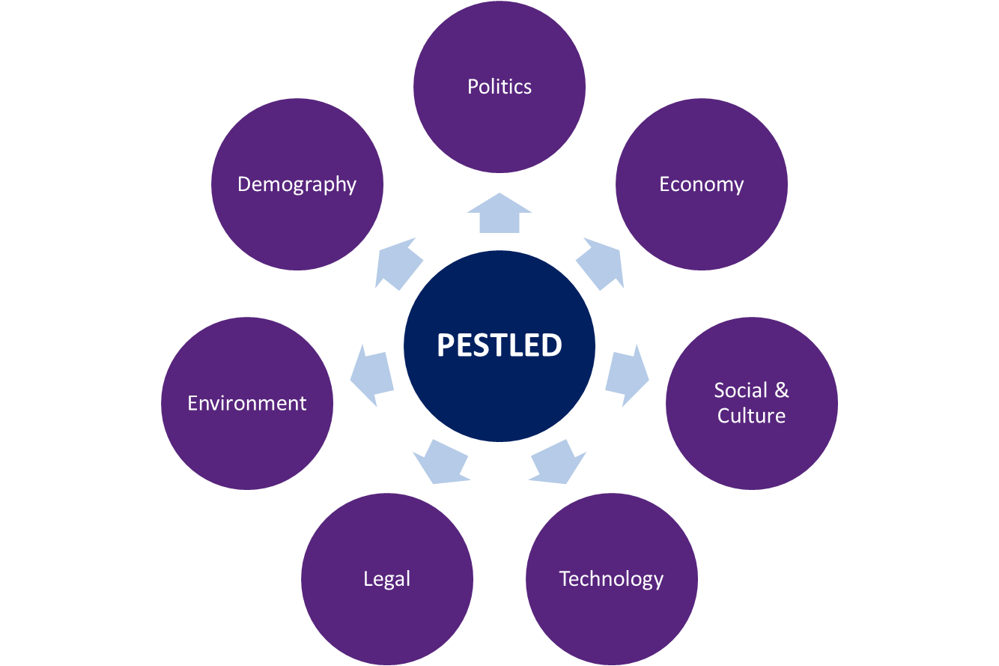 Politics
Economy
Social &
Culture
Technology
Legal
Environment
Demography
PESTLED